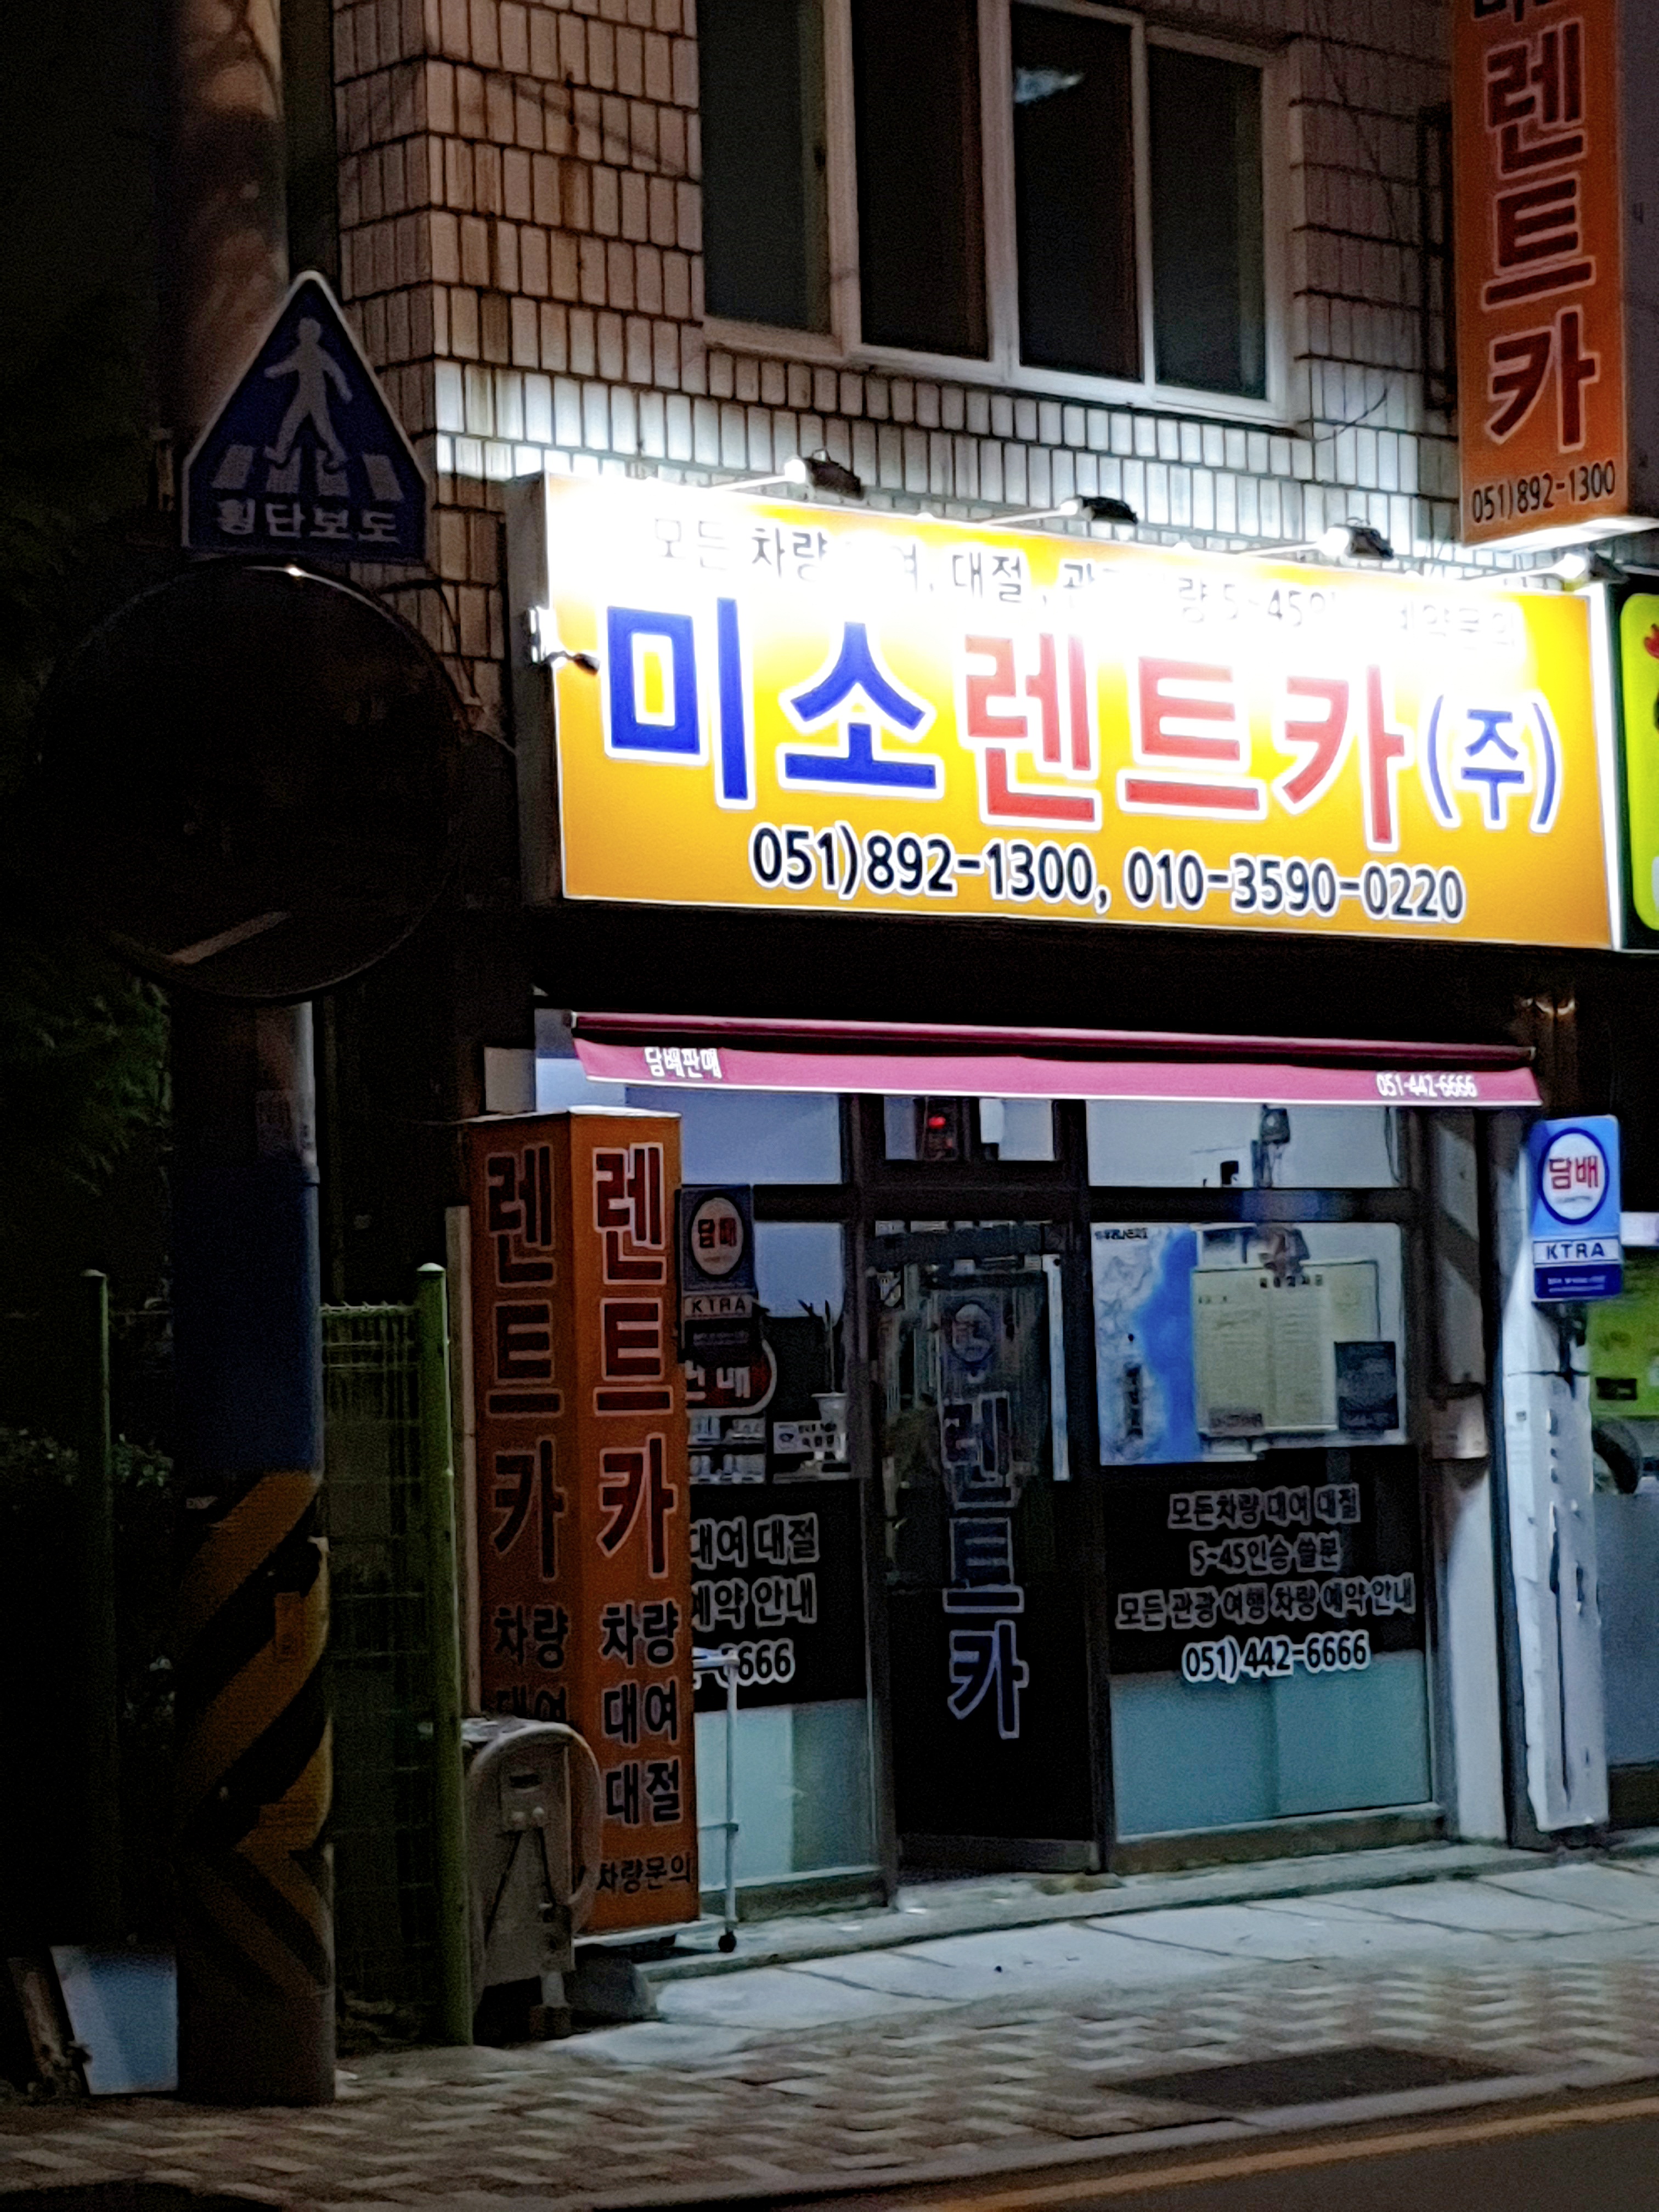 렌트카
051)892-1300
횡단보도
모든 차량 대절,
미소렌트카(주)
051)892-1300, 010-3590-0220
담배판매
051-442-6666
담배
KTRA
렌트카
차량
대여
렌트카
차량
대여
대절
차량문의
담배
KTRA
대여 대절
예약 안내
6666
렌트카
모든차량 대여 대절
5~45인승
모든 관광 여행 차량 예약 안내
051)442-6666